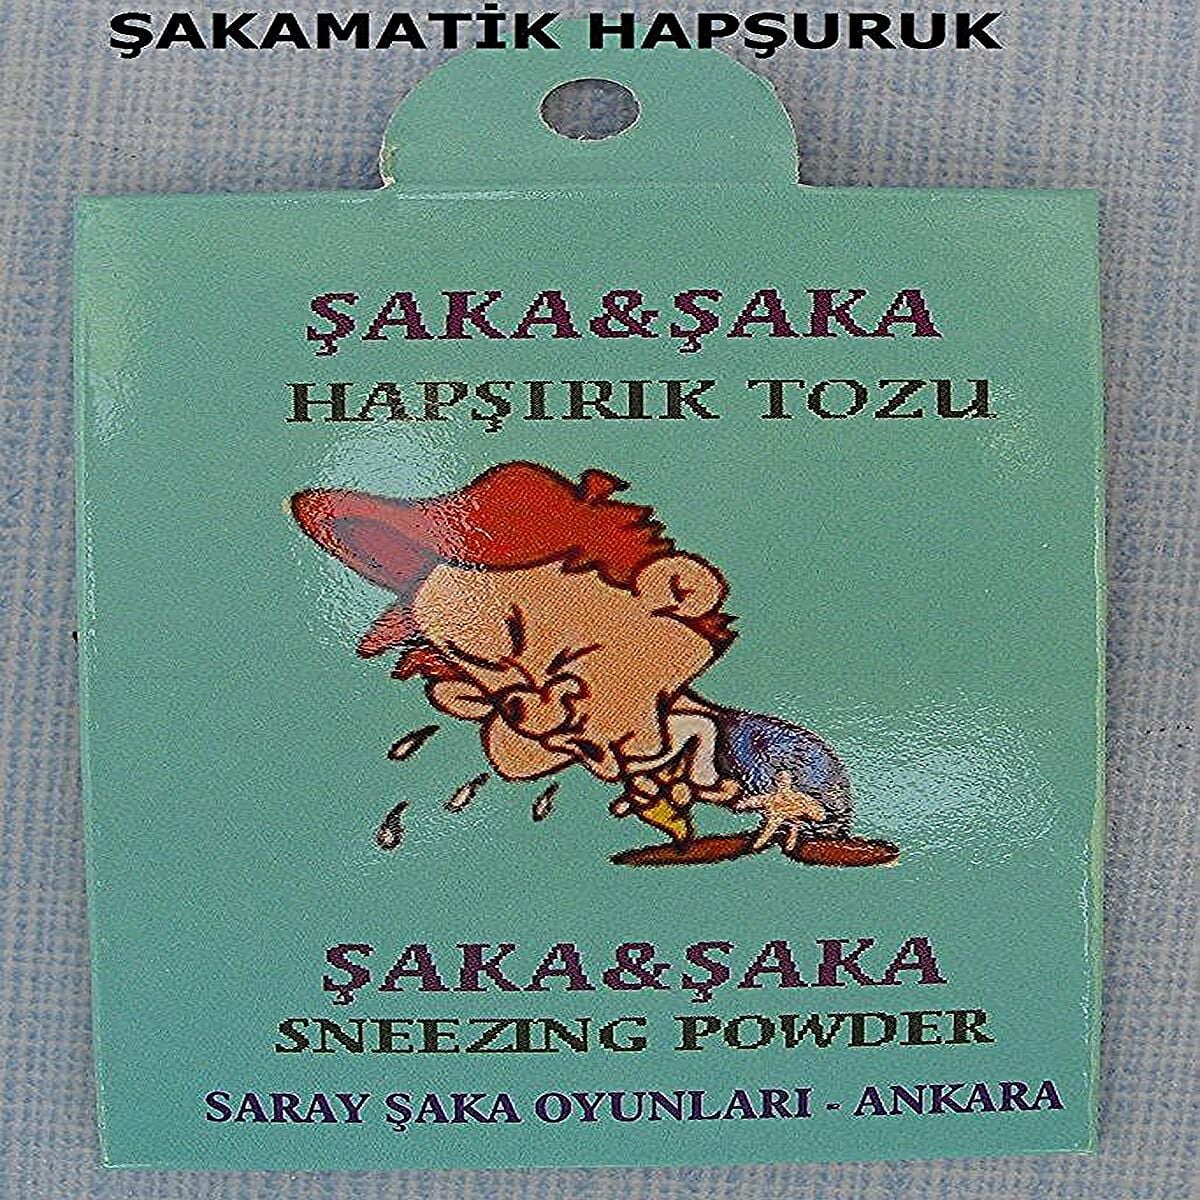 ŞAKAMATİK HAPŞURUK
ŞAKA&ŞAKA
HAPŞIRIK TOZU
ŞAKA&ŞAKA
SNEEZING POWDER
SARAY ŞAKA OYUNLARI - ANKARA